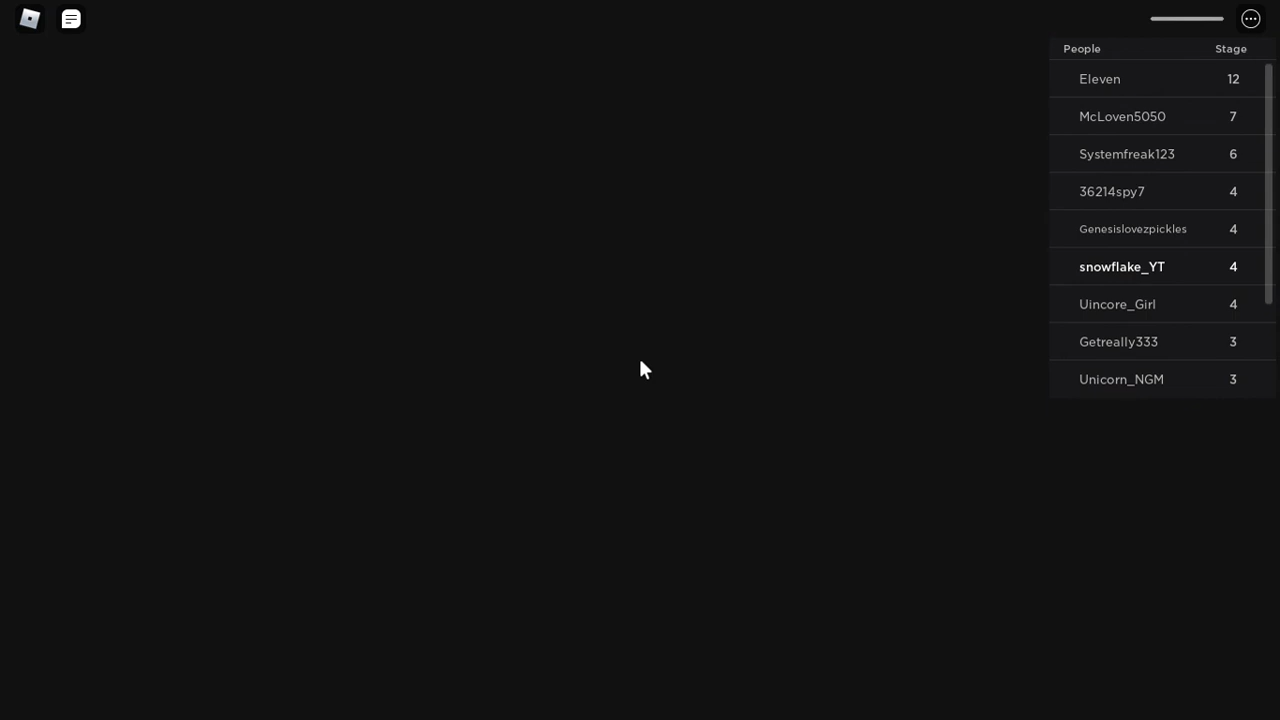 People Stage
Eleven 12
McLoven5050 7
Systemfreak123 6
36214spy7 4
Genesislovezpickles 4
snowflake_YT 4
Uincore_Girl 4
Getreally333 3
Unicorn_NGM 3